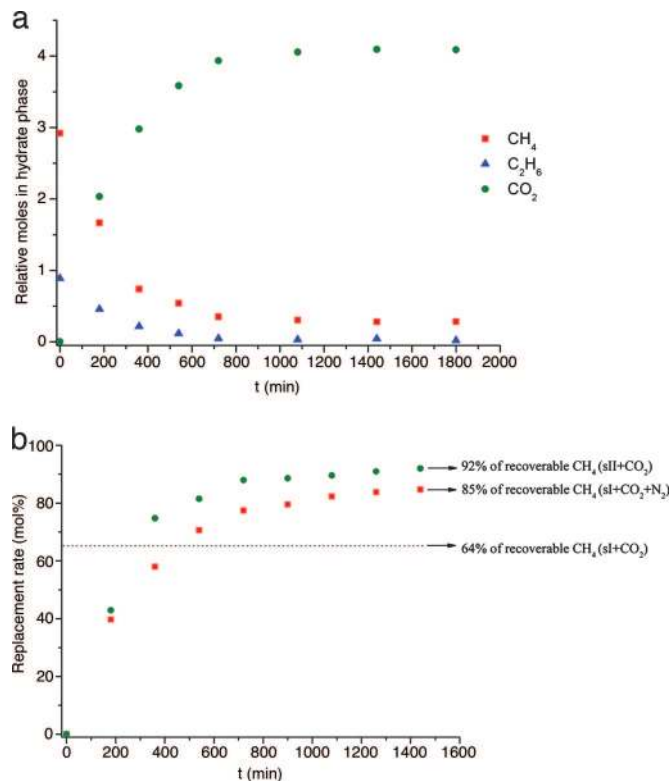 a
Relative moles in hydrate phase
4
3
2
1
0
0 200 400 600 800 1000 1200 1400 1600 1800 2000
t (min)
CH4
C2H6
CO2
b
Replacement rate (mol%)
100
80
60
40
20
0
92% of recoverable CH4 (sII+CO2)
85% of recoverable CH4 (sI+CO2+N2)
64% of recoverable CH4 (sI+CO2)
0 200 400 600 800 1000 1200 1400 1600
t (min)